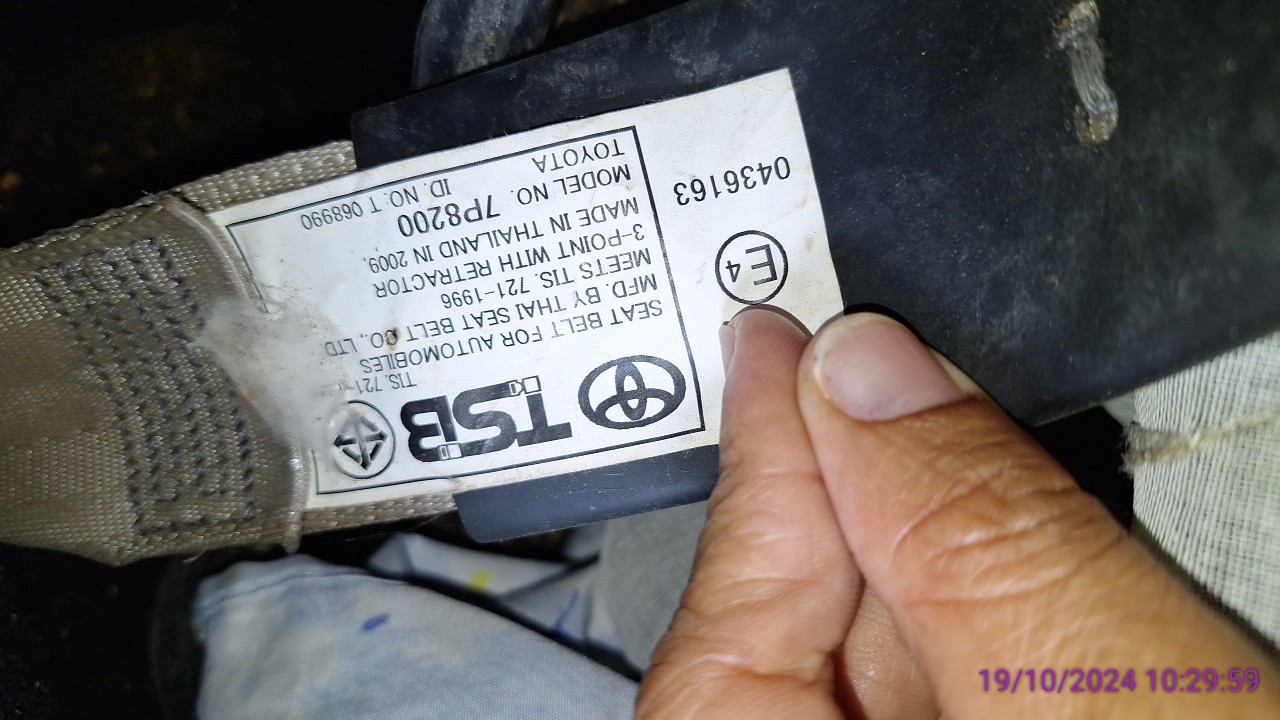 TSB
TIS. 721-
SEAT BELT FOR AUTOMOBILES
MFD. BY THAI SEAT BELT CO., LTD
MEETS TIS. 721-1996
3-POINT WITH RETRACTOR
MADE IN THAILAND IN 2009,
MODEL NO. 7P8200
TOYOTA ID. NO. T 068990
E4
0436163
19/10/2024 10:29:59